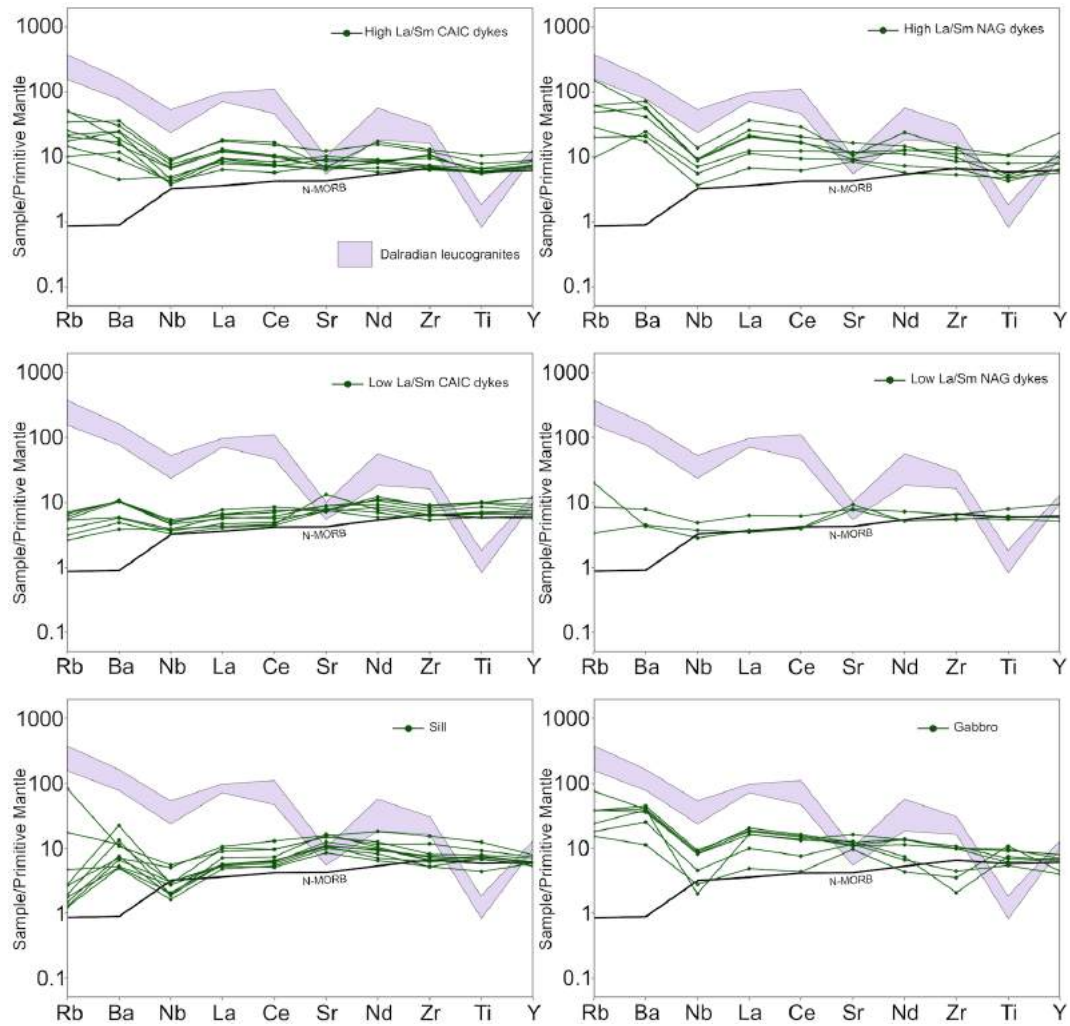 1000
100
10
1
0.1
Sample/Primitive Mantle
High La/Sm CAIC dykes
N-MORB
Dalradian leucogranites
Rb Ba Nb La Ce Sr Nd Zr Ti Y
1000
100
10
1
0.1
Sample/Primitive Mantle
High La/Sm NAG dykes
N-MORB
Rb Ba Nb La Ce Sr Nd Zr Ti Y
1000
100
10
1
0.1
Sample/Primitive Mantle
Low La/Sm CAIC dykes
N-MORB
Rb Ba Nb La Ce Sr Nd Zr Ti Y
1000
100
10
1
0.1
Sample/Primitive Mantle
Low La/Sm NAG dykes
N-MORB
Rb Ba Nb La Ce Sr Nd Zr Ti Y
1000
100
10
1
0.1
Sample/Primitive Mantle
Sill
N-MORB
Rb Ba Nb La Ce Sr Nd Zr Ti Y
1000
100
10
1
0.1
Sample/Primitive Mantle
Gabbro
N-MORB
Rb Ba Nb La Ce Sr Nd Zr Ti Y